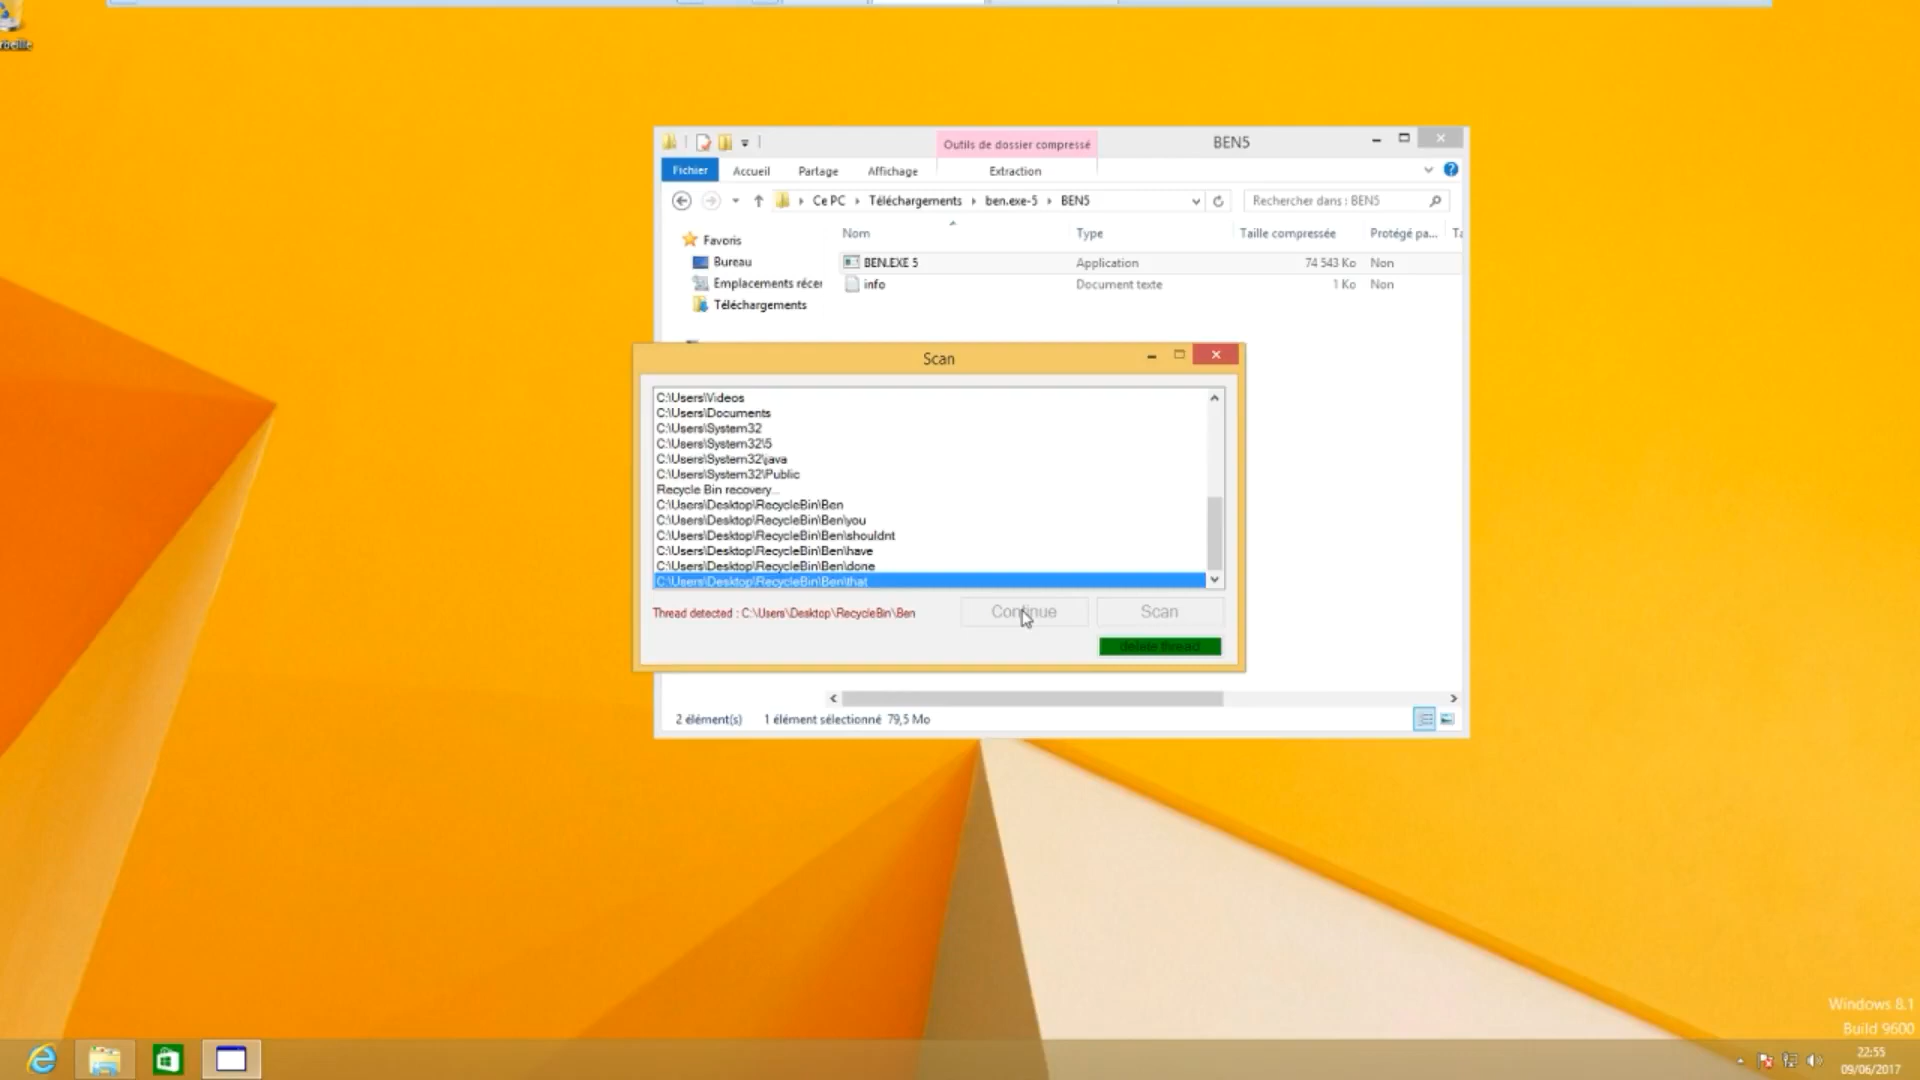 Outils de dossier compressé
BEN5
Fichier
Accueil
Partage
Affichage
Extraction
Ce PC
Téléchargements
ben.exe-5
BEN5
Rechercher dans : BEN5
Nom
Type
Taille compressée
Protégé pa...
Favoris
Bureau
Emplacements récen
Téléchargements
BEN.EXE 5
Application
74 543 Ko
Non
info
Document texte
1 Ko
Non
Scan
C:\Users\Videos
C:\Users\Documents
C:\Users\System32
C:\Users\System32\5
C:\Users\System32\java
C:\Users\System32\Public
Recycle Bin recovery...
C:\Users\Desktop\RecycleBin\Ben
C:\Users\Desktop\RecycleBin\Ben\you
C:\Users\Desktop\RecycleBin\Ben\shouldnt
C:\Users\Desktop\RecycleBin\Ben\have
C:\Users\Desktop\RecycleBin\Ben\done
C:\Users\Desktop\RecycleBin\Ben\that
Thread detected : C:\Users\Desktop\RecycleBin\Ben
Continue
Scan
delete thread
2 élément(s)
1 élément sélectionné 79,5 Mo
Windows 8.1
Build 9600
22:55
09/06/2017